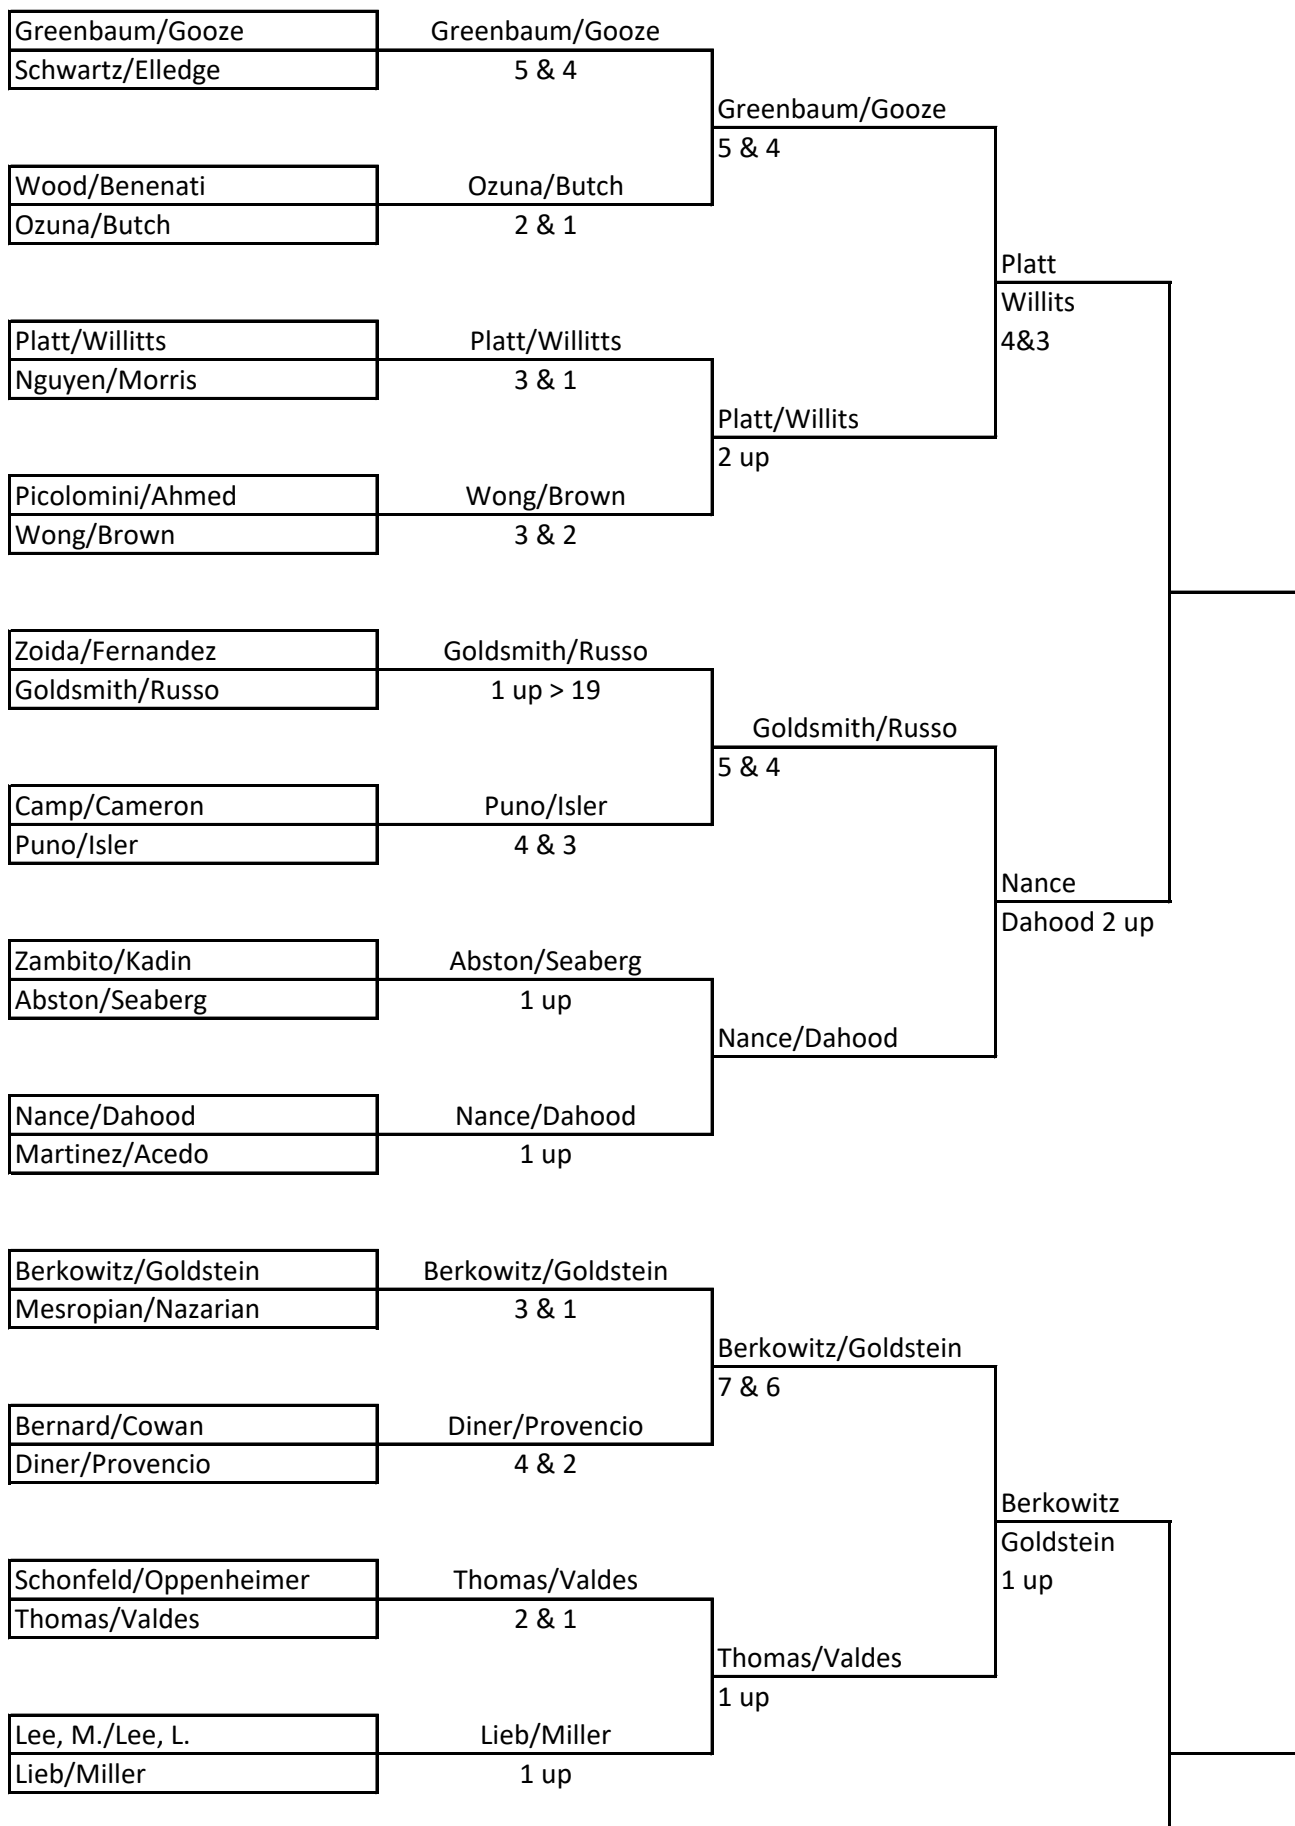 Greenbaum/Gooze Greenbaum/Gooze
Schwartz/Elledge 5 & 4
Greenbaum/Gooze
5 & 4
Wood/Benenati Ozuna/Butch
Ozuna/Butch 2 & 1
Platt
Willits
Platt/Willitts Platt/Willitts 4&3
Nguyen/Morris 3 & 1
Platt/Willits
2 up
Picolomini/Ahmed Wong/Brown
Wong/Brown 3 & 2
Zoida/Fernandez Goldsmith/Russo
Goldsmith/Russo 1 up > 19
Goldsmith/Russo
5 & 4
Camp/Cameron Puno/Isler
Puno/Isler 4 & 3
Nance
Dahood 2 up
Zambito/Kadin Abston/Seaberg
Abston/Seaberg 1 up
Nance/Dahood
Nance/Dahood Nance/Dahood
Martinez/Acedo 1 up
Berkowitz/Goldstein Berkowitz/Goldstein
Mesropian/Nazarian 3 & 1
Berkowitz/Goldstein
7 & 6
Bernard/Cowan Diner/Provencio
Diner/Provencio 4 & 2
Berkowitz
Goldstein
Schonfeld/Oppenheimer Thomas/Valdes 1 up
Thomas/Valdes 2 & 1
Thomas/Valdes
1 up
Lee, M./Lee, L. Lieb/Miller
Lieb/Miller 1 up